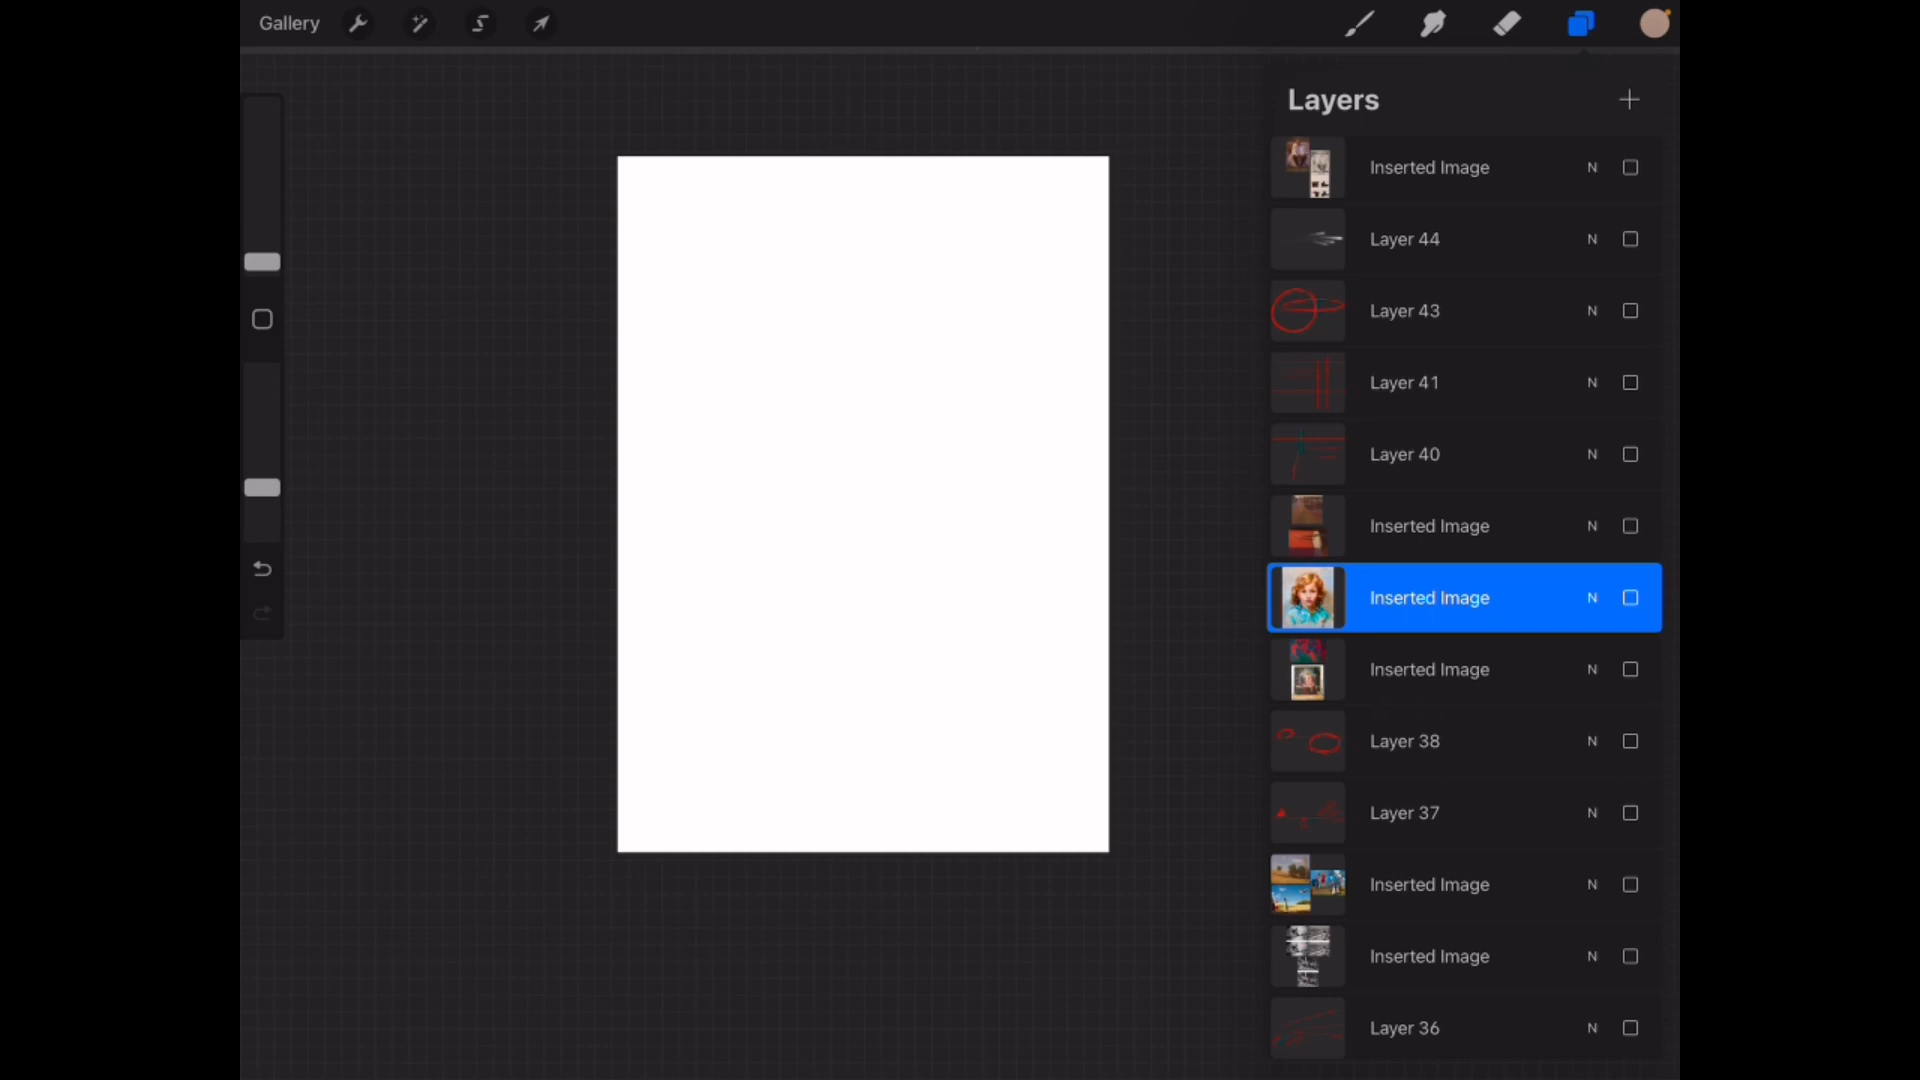 Gallery
Layers
Inserted Image N
Layer 44 N
Layer 43 N
Layer 41 N
Layer 40 N
Inserted Image N
Inserted Image N
Inserted Image N
Layer 38 N
Layer 37 N
Inserted Image N
Inserted Image N
Layer 36 N